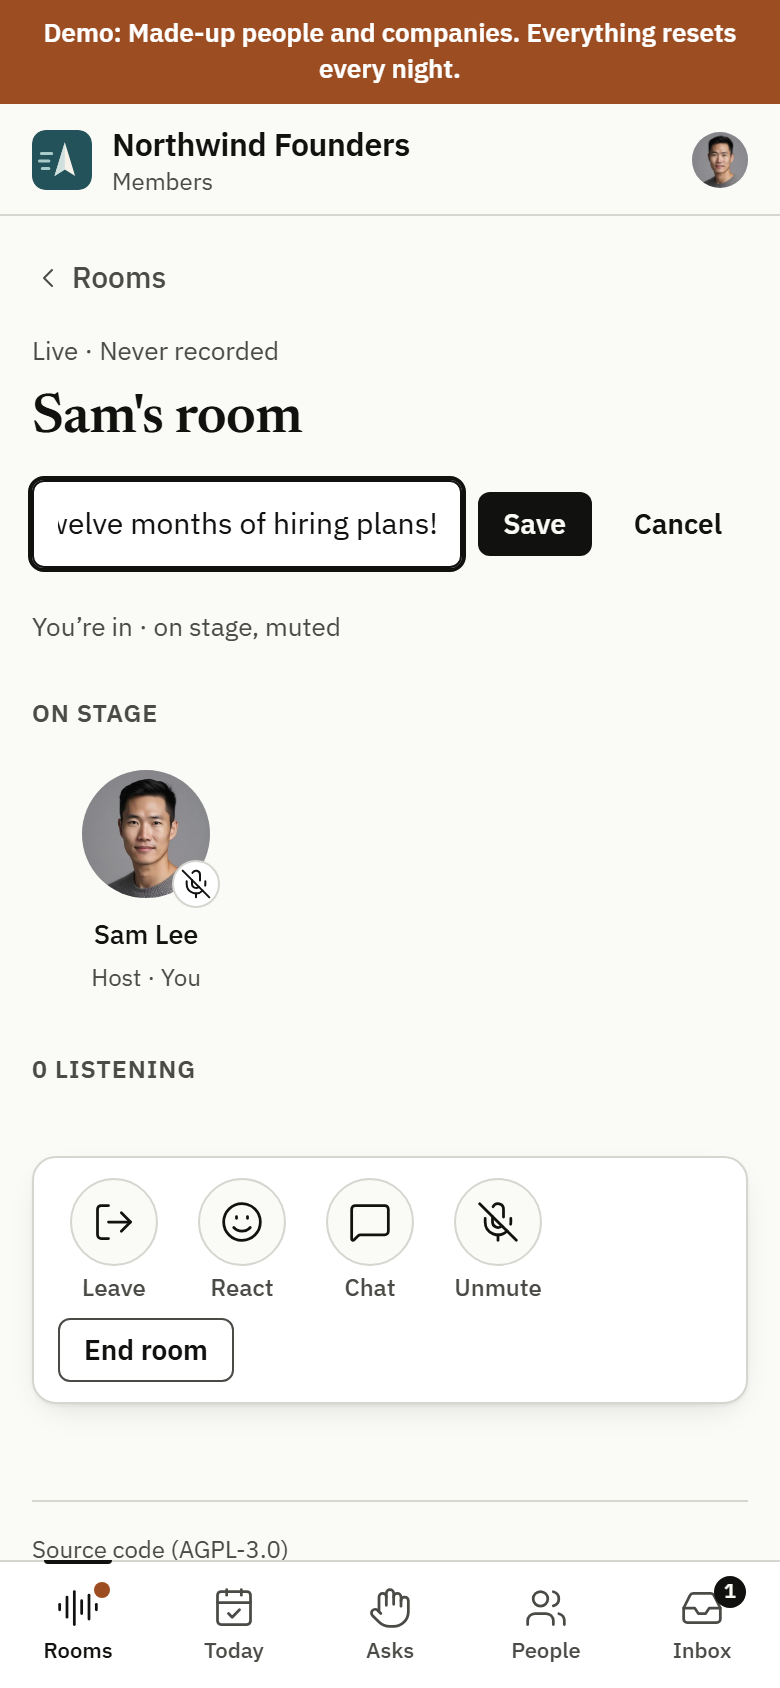 Demo: Made-up people and companies. Everything resets
every night.
Northwind Founders
Members
Rooms
Live · Never recorded
Sam's room
months of hiring plans!
Save
Cancel
You’re in · on stage, muted
ON STAGE
Sam Lee
Host · You
0 LISTENING
Leave
React
Chat
Unmute
End room
Source code (AGPL-3.0)
Rooms
Today
Asks
People
1
Inbox